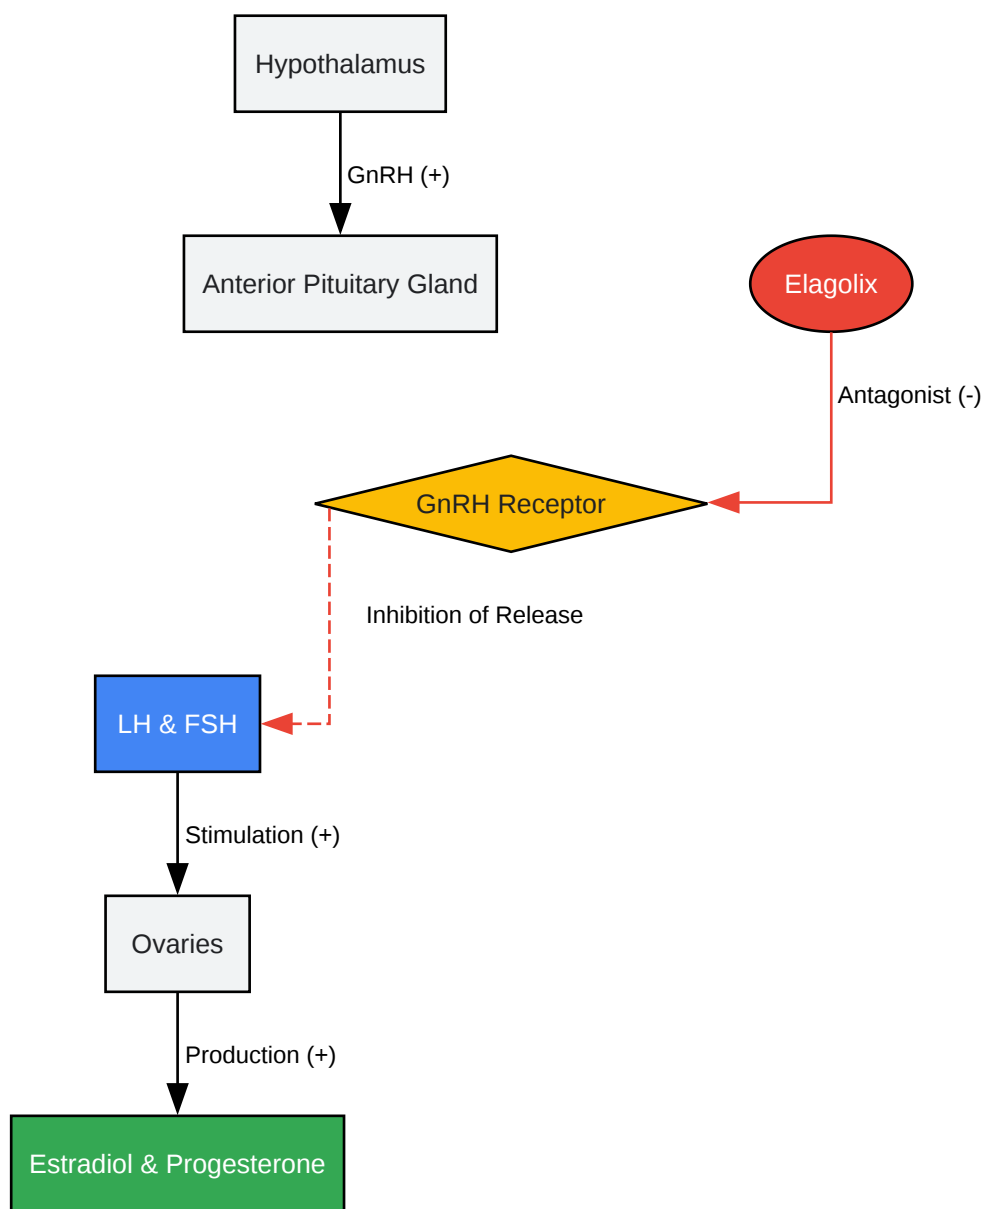 Hypothalamus
GnRH (+)
Anterior Pituitary Gland
Elagolix
Antagonist (-)
GnRH Receptor
Inhibition of Release
LH & FSH
Stimulation (+)
Ovaries
Production (+)
Estradiol & Progesterone